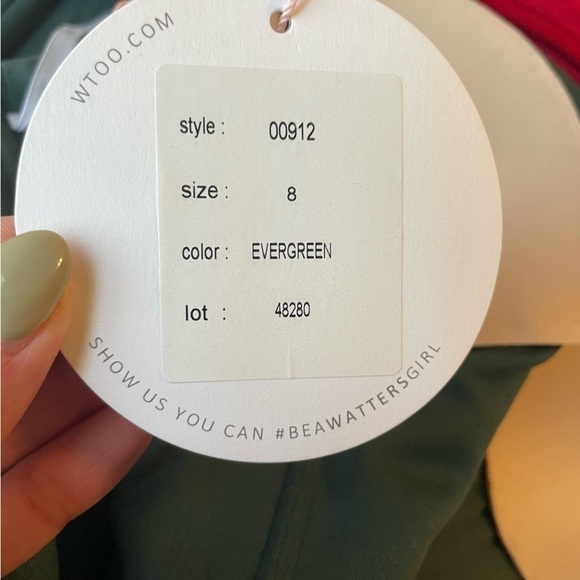 WTOO.COM
style : 00912
size : 8
color : EVERGREEN
lot : 48280
SHOW US YOU CAN #BEAWATTERSGIRL